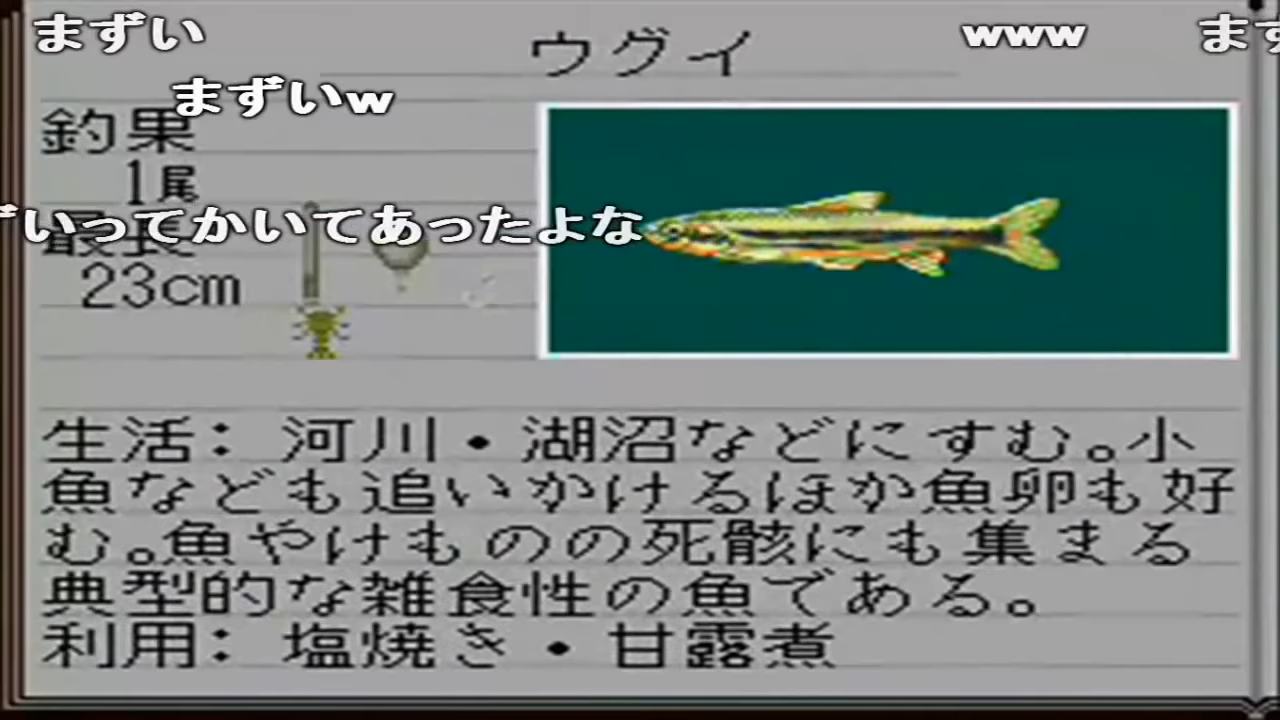 まずい
ウグイ
www
まず
まずいw
釣果
1尾
ずいってかいてあったよな
最長
23cm
生活：河川・湖沼などにすむ。小
魚なども追いかけるほか魚卵も好
む。魚やけものの死骸にも集まる
典型的な雑食性の魚である。
利用：塩焼き・甘露煮